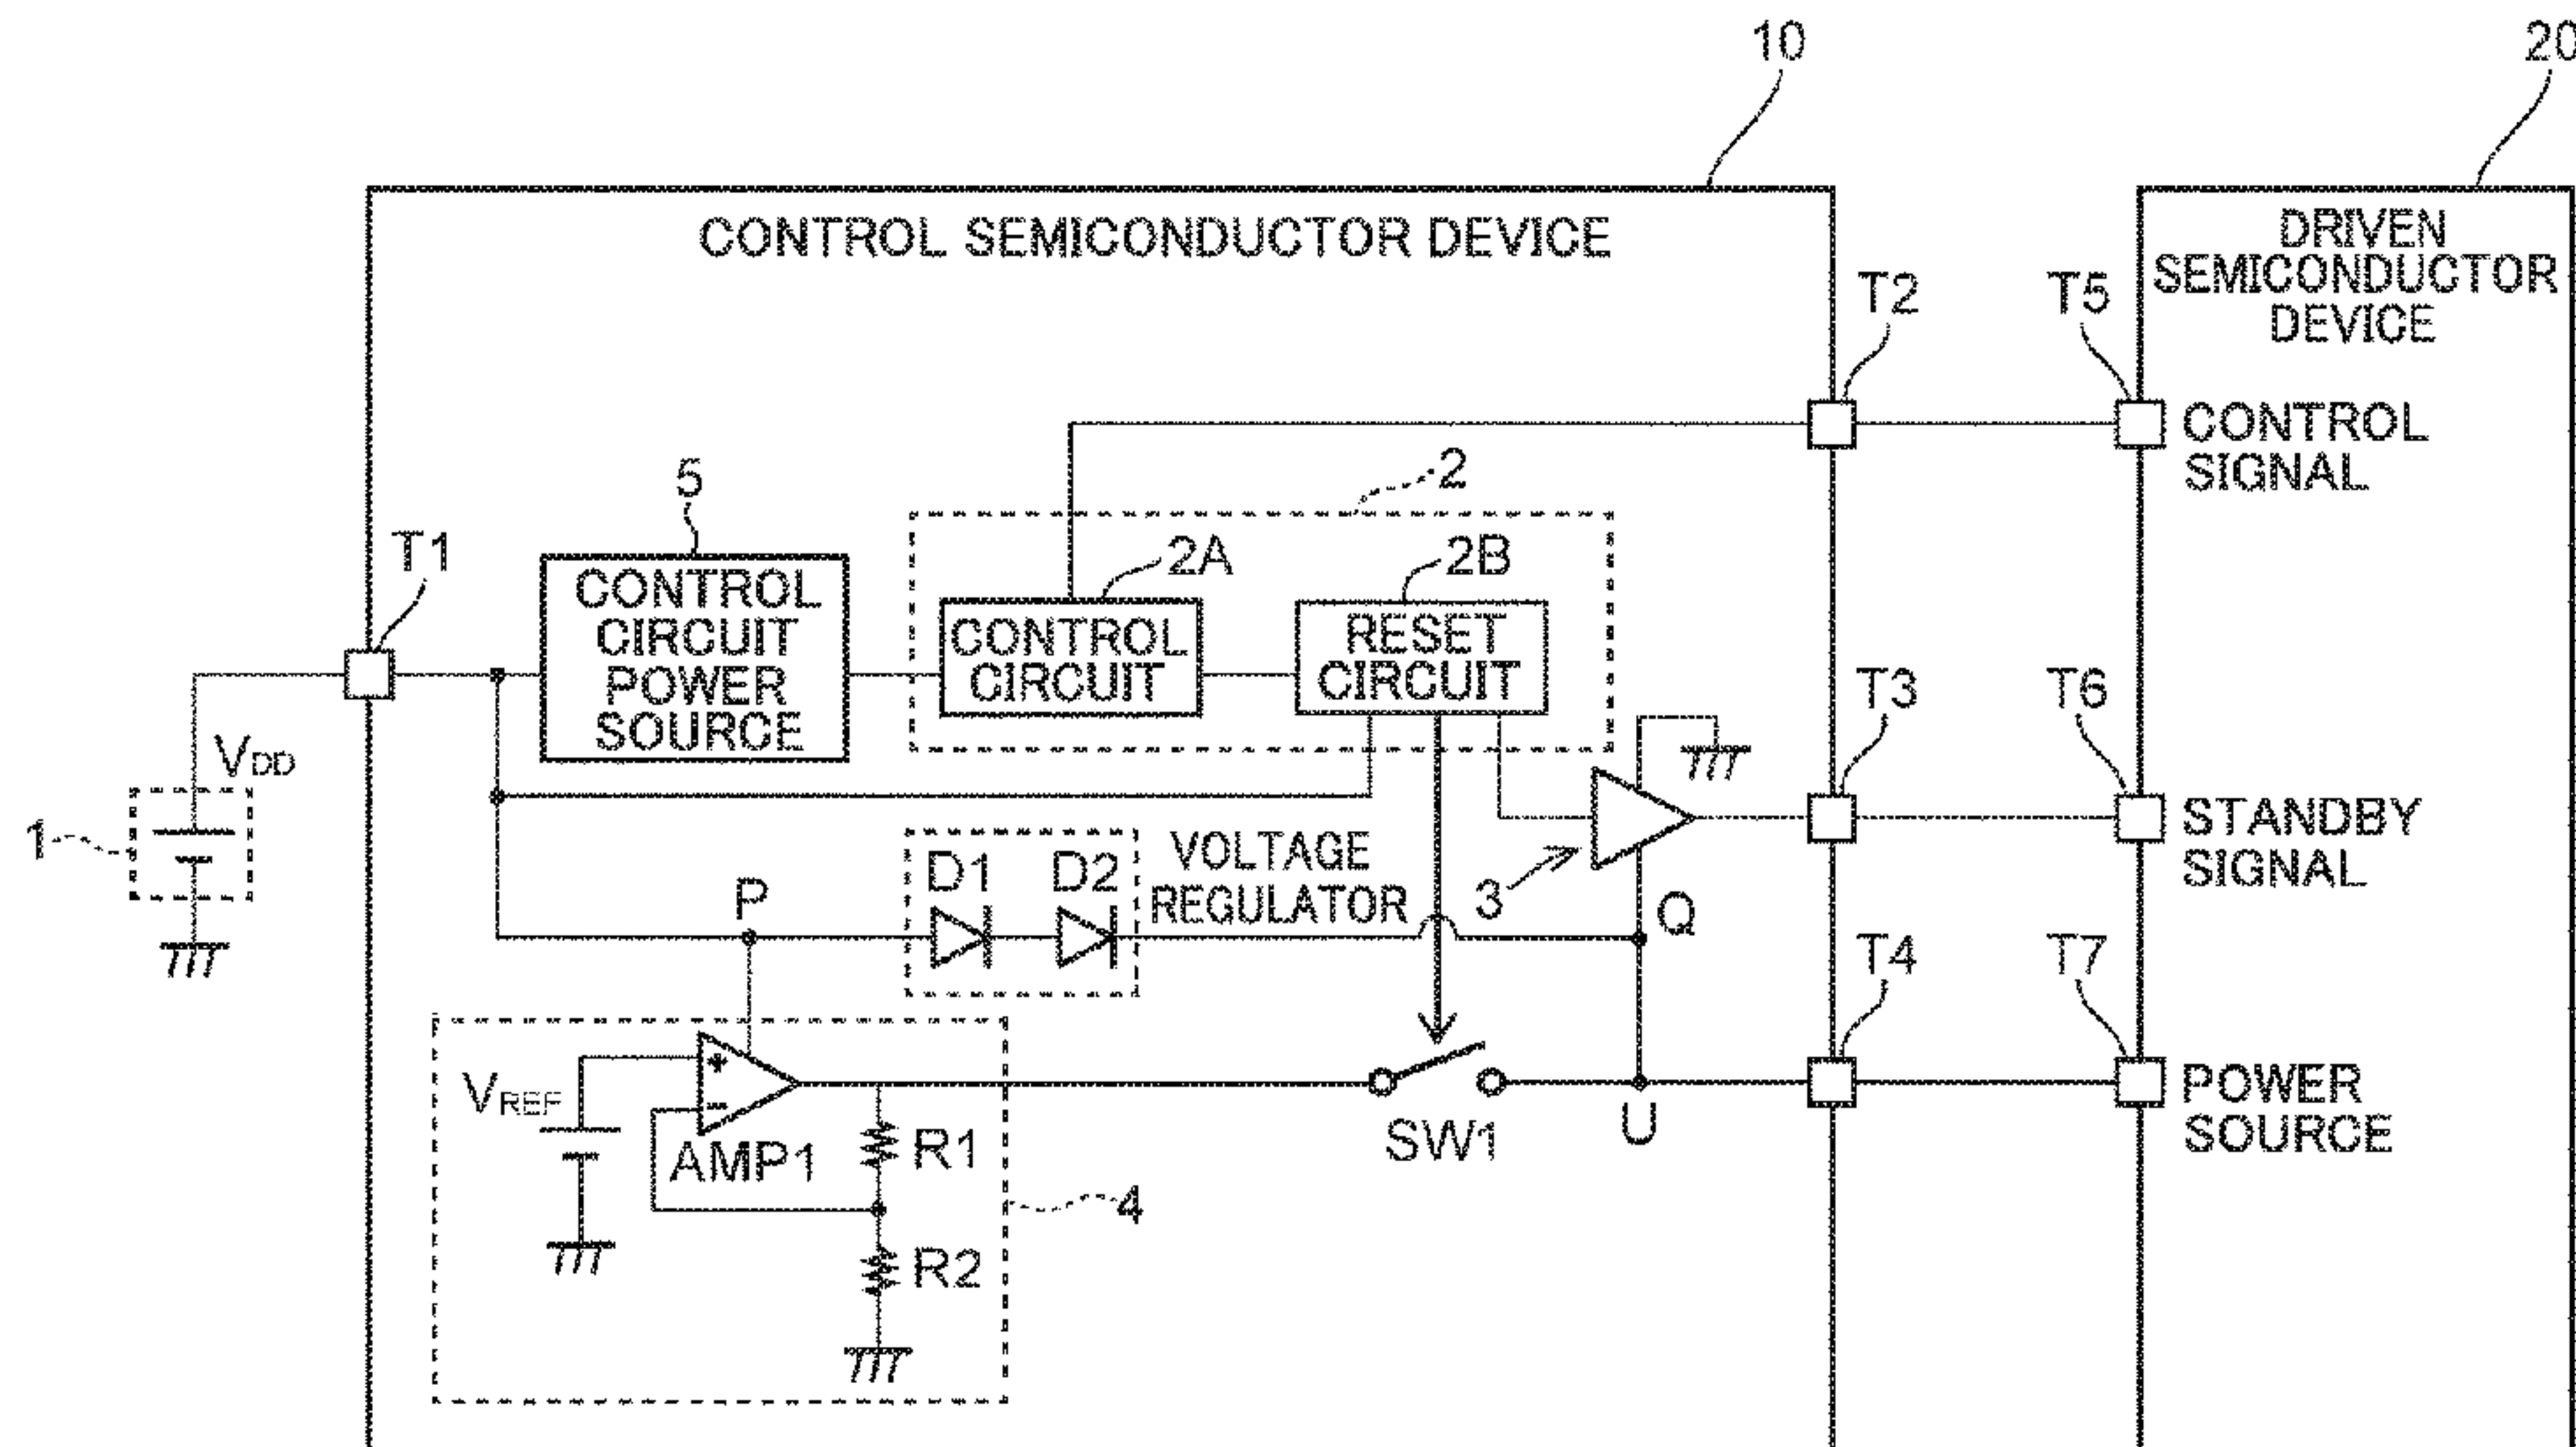 10
20
CONTROL SEMICONDUCTOR DEVICE
DRIVEN
SEMICONDUCTOR
DEVICE
T2
T5
CONTROL
SIGNAL
5
2
T1
CONTROL
CIRCUIT
POWER
SOURCE
2A
CONTROL
CIRCUIT
2B
RESET
CIRCUIT
T3
T6
VDD
1
STANDBY
SIGNAL
D1
D2
VOLTAGE
REGULATOR
3
P
Q
T4
T7
VREF
+
-
AMP1
R1
R2
4
SW1
U
POWER
SOURCE